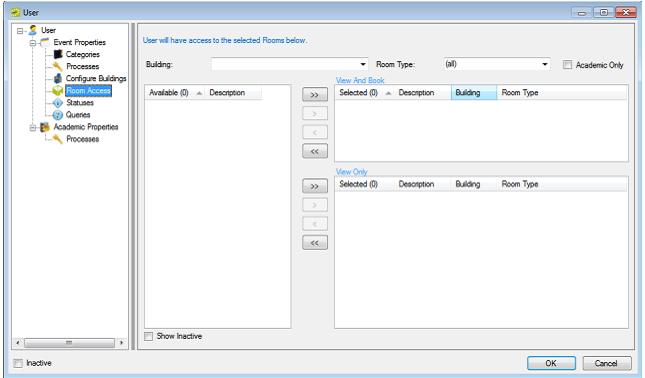 User
User
Event Properties
Categories
Processes
Configure Buildings
Room Access
Statuses
Queries
Academic Properties
Processes
User will have access to the selected Rooms below.
Building: Room Type: (all) Academic Only
Available (0) Description
>>
>
<
<<
View And Book
Selected (0) Description Building Room Type
View Only
Selected (0) Description Building Room Type
>>
>
<
<<
Show Inactive
Inactive OK Cancel